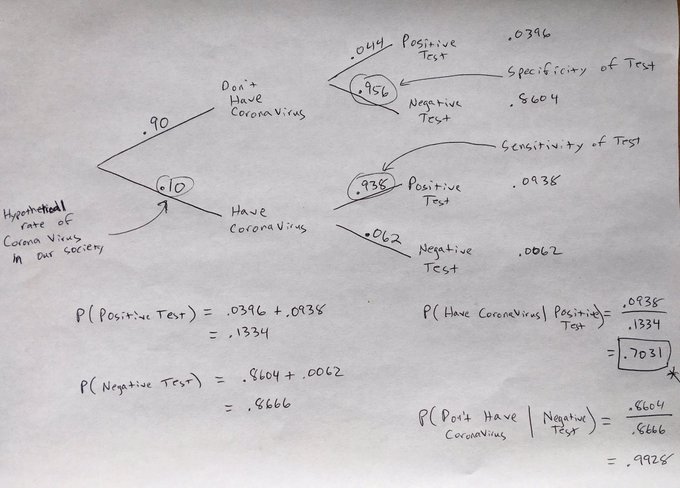 .044
Positive
Test
.0396
Don't
Have
CoronaVirus
.956
Specificity of Test
Negative
Test
.8604
.90
Sensitivity of Test
.10
.938
Positive
Test
.0938
Hypothetical
rate of
Corona Virus
in our society
Have
CoronaVirus
.062
Negative
Test
.0062
P(Positive Test) = .0396 + .0938
= .1334
P(Negative Test) = .8604 + .0062
= .8666
P(Have CoronaVirus | Positive Test) = .0938 / .1334
= .7031 *
P(Don't Have CoronaVirus | Negative Test) = .8604 / .8666
= .9928